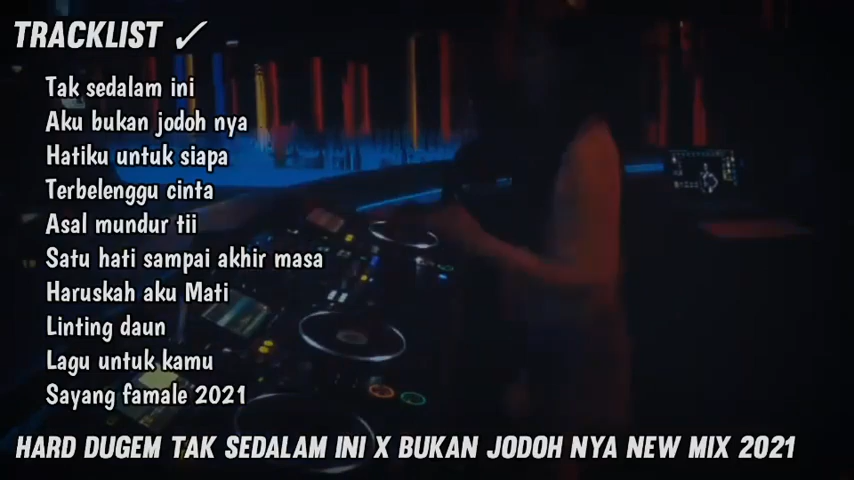 TRACKLIST ✓
Tak sedalam ini
Aku bukan jodoh nya
Hatiku untuk siapa
Terbelenggu cinta
Asal mundur tii
Satu hati sampai akhir masa
Haruskah aku Mati
Linting daun
Lagu untuk kamu
Sayang famale 2021
HARD DUGEM TAK SEDALAM INI X BUKAN JODOH NYA NEW MIX 2021